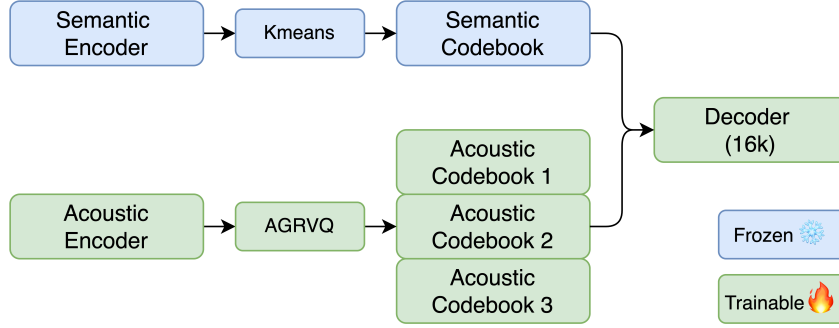 Semantic
Encoder
Kmeans
Semantic
Codebook
Decoder
(16k)
Acoustic
Codebook 1
Acoustic
Encoder
AGRVQ
Acoustic
Codebook 2
Acoustic
Codebook 3
Frozen
Trainable